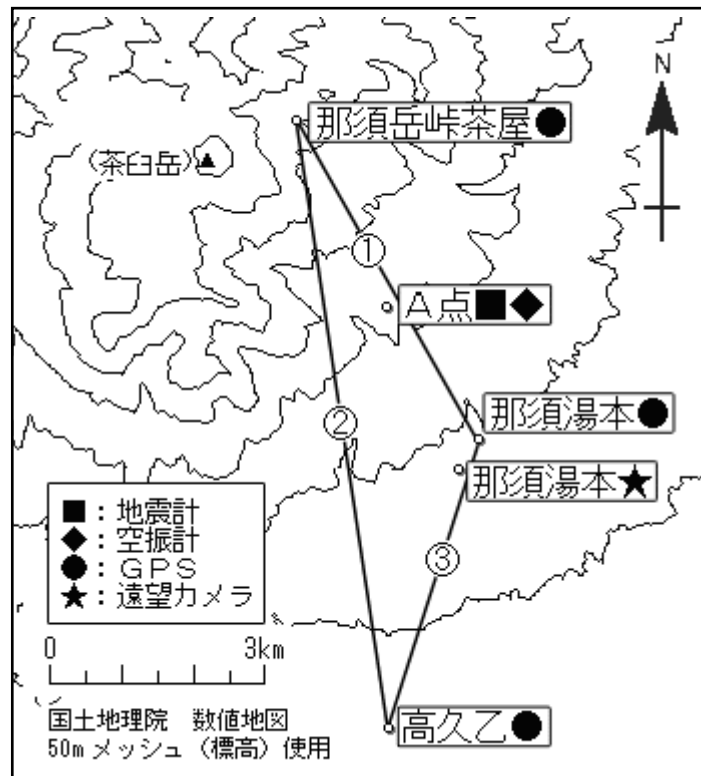 N
那須岳峠茶屋●
(茶臼岳)▲
①
A点■◆
②
那須湯本●
那須湯本★
③
■：地震計
◆：空振計
●：GPS
★：遠望カメラ
0 3km
高久乙●
国土地理院 数値地図
50mメッシュ（標高）使用